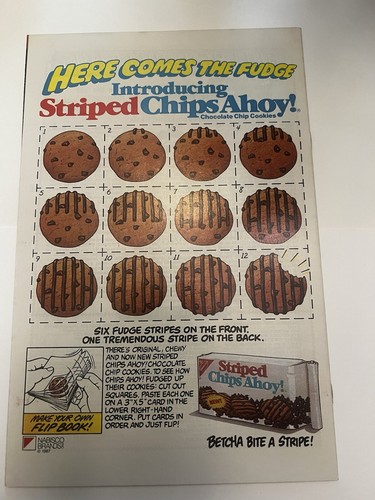 HERE COMES THE FUDGE
Introducing
Striped Chips Ahoy!®
Chocolate Chip Cookies
1 2 3 4
5 6 7 8
9 10 11 12
SIX FUDGE STRIPES ON THE FRONT.
ONE TREMENDOUS STRIPE ON THE BACK.
THERE'S ORIGINAL, CHEWY
AND NOW NEW STRIPED
CHIPS AHOY! CHOCOLATE
CHIP COOKIES. TO SEE HOW
CHIPS AHOY! FUDGED UP
THEIR COOKIES: CUT OUT
SQUARES. PASTE EACH ONE
ON A 3"X 5" CARD IN THE
LOWER RIGHT-HAND
CORNER. PUT CARDS IN
ORDER AND JUST FLIP!
MAKE YOUR OWN
FLIP BOOK!
NABISCO
BRANDS
© 1987
Striped
Chips Ahoy!
NEW!
BETCHA BITE A STRIPE!